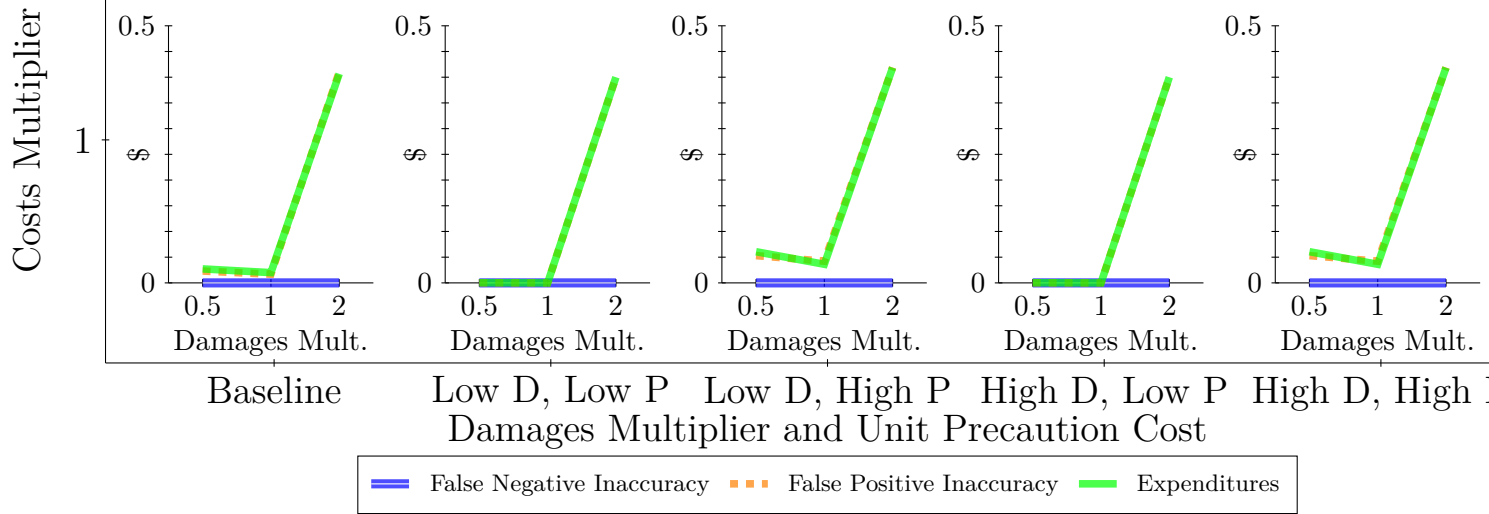 Costs Multiplier
1
0.5
$
0
0.5 1 2
Damages Mult.
0.5
$
0
0.5 1 2
Damages Mult.
0.5
$
0
0.5 1 2
Damages Mult.
0.5
$
0
0.5 1 2
Damages Mult.
0.5
$
0
0.5 1 2
Damages Mult.
Baseline
Low D, Low P
Low D, High P
High D, Low P
High D, High
Damages Multiplier and Unit Precaution Cost
False Negative Inaccuracy
False Positive Inaccuracy
Expenditures